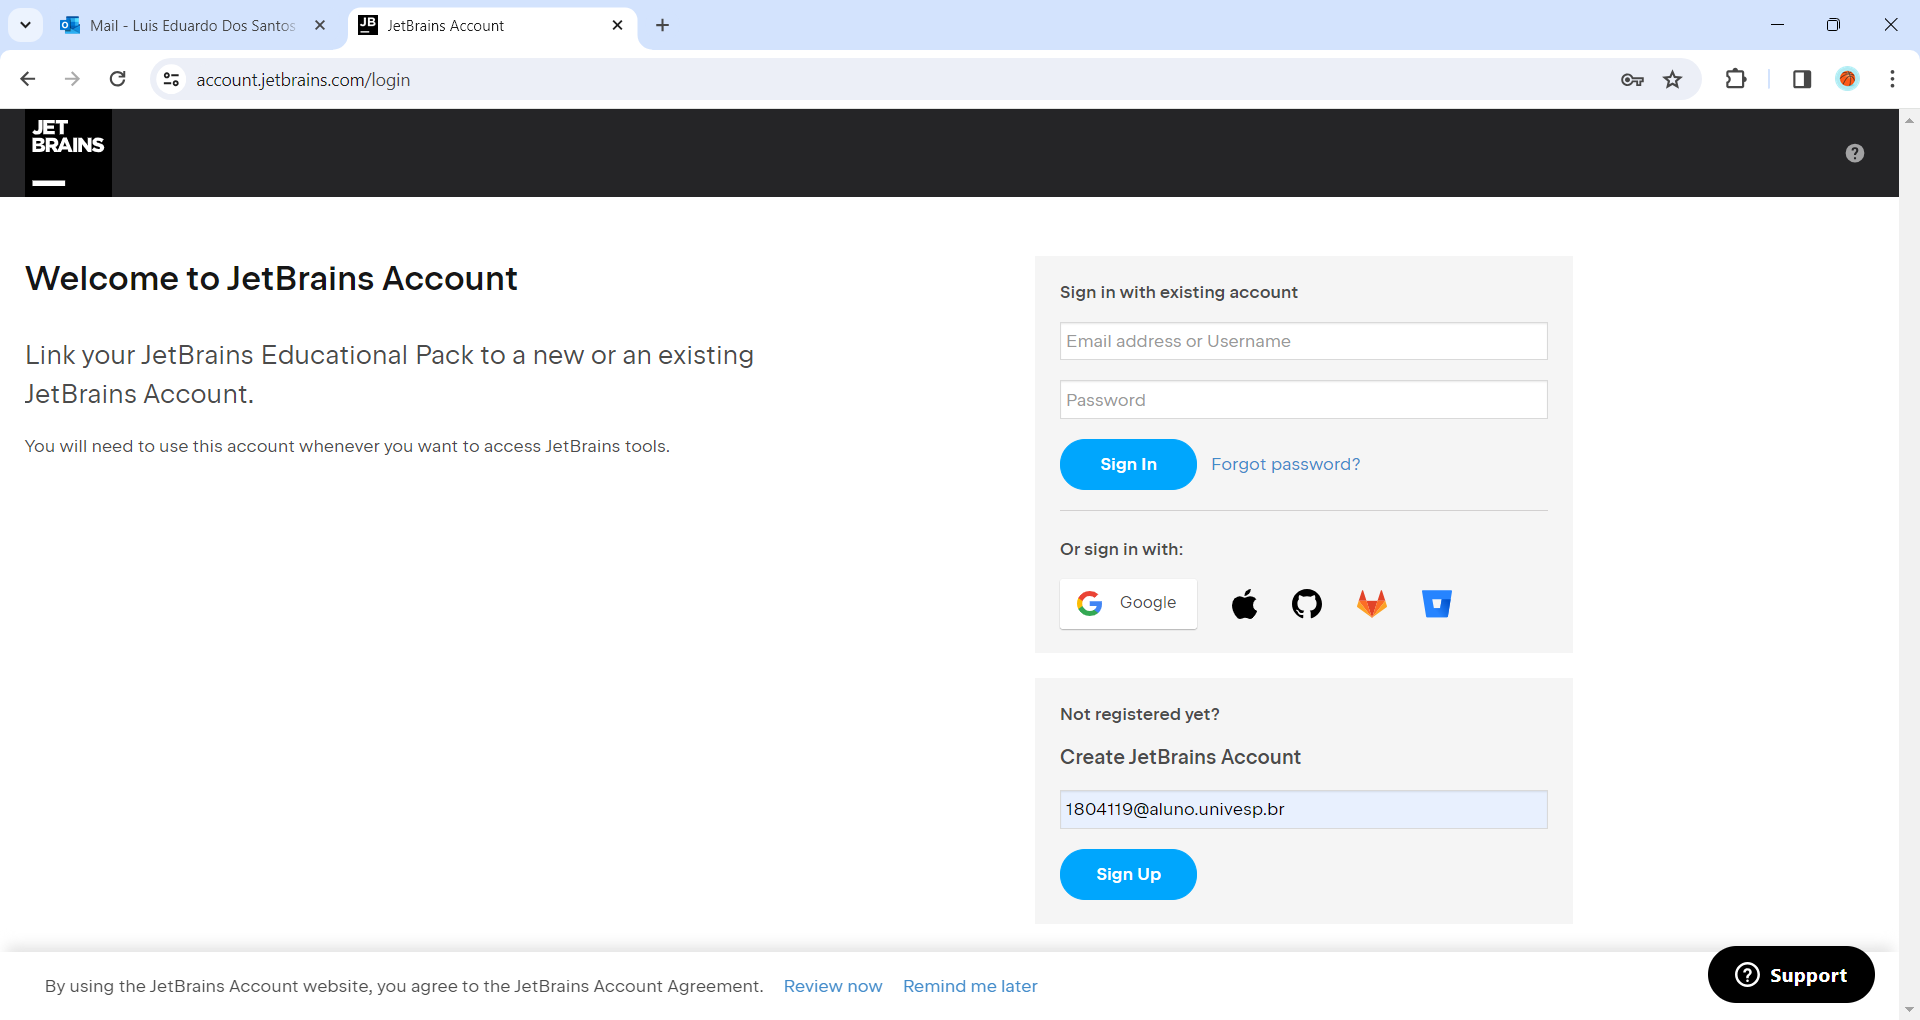 Mail - Luis Eduardo Dos Santos
JB
JetBrains Account
account.jetbrains.com/login
JET
BRAINS
Welcome to JetBrains Account
Link your JetBrains Educational Pack to a new or an existing
JetBrains Account.
You will need to use this account whenever you want to access JetBrains tools.
Sign in with existing account
Email address or Username
Password
Sign In
Forgot password?
Or sign in with:
Google
Not registered yet?
Create JetBrains Account
1804119@aluno.univesp.br
Sign Up
By using the JetBrains Account website, you agree to the JetBrains Account Agreement. Review now Remind me later
Support